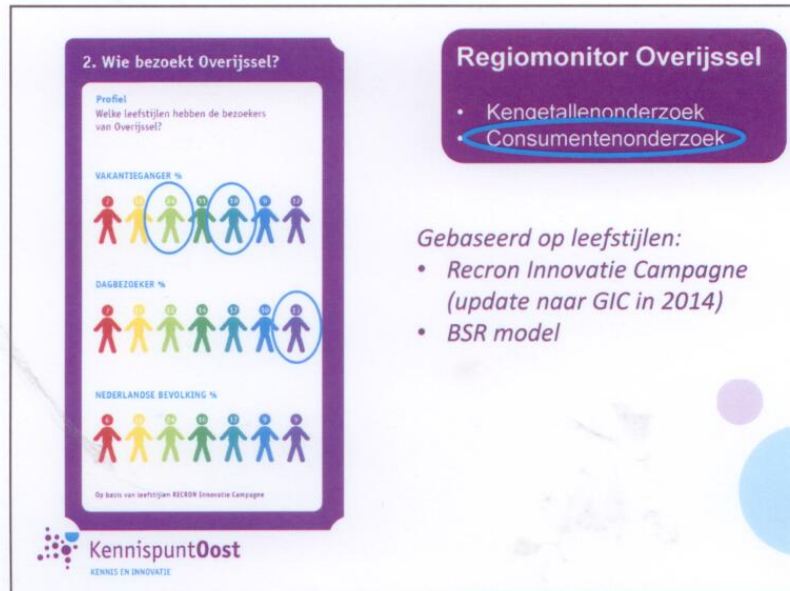 2. Wie bezoekt Overijssel?
Profiel
Welke leefstijlen hebben de bezoekers
van Overijssel?
VAKANTIEGANGER %
DAGBEZOEKER %
NEDERLANDSE BEVOLKING %
Op basis van leefstijlen RECRON Innovatie Campagne
KennispuntOost
KENNIS EN INNOVATIE
Regiomonitor Overijssel
• Kengetallenonderzoek
• Consumentenonderzoek
Gebaseerd op leefstijlen:
• Recron Innovatie Campagne
(update naar GIC in 2014)
• BSR model